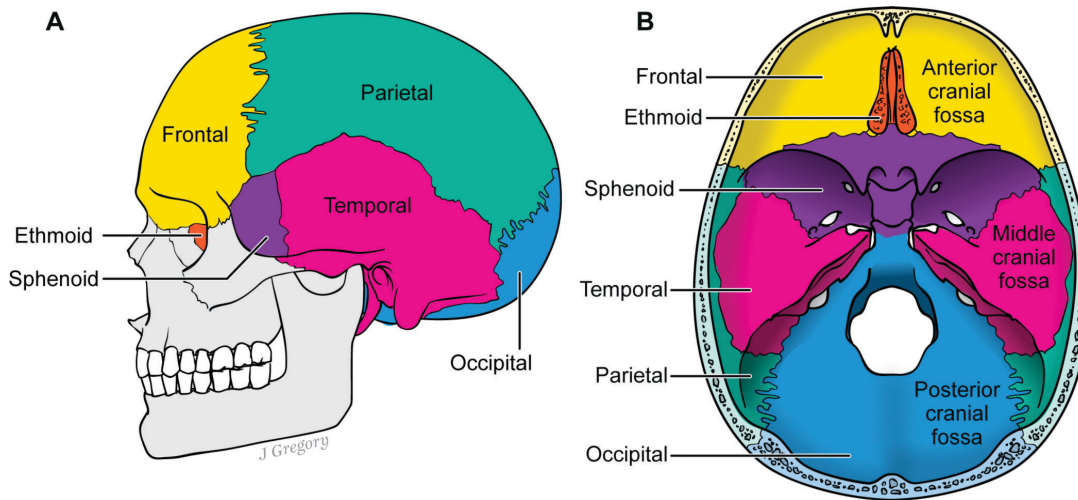 A
Parietal
Frontal
Temporal
Ethmoid
Sphenoid
Occipital
J Gregory
B
Frontal
Anterior
cranial
fossa
Ethmoid
Sphenoid
Middle
cranial
fossa
Temporal
Parietal
Posterior
cranial
fossa
Occipital